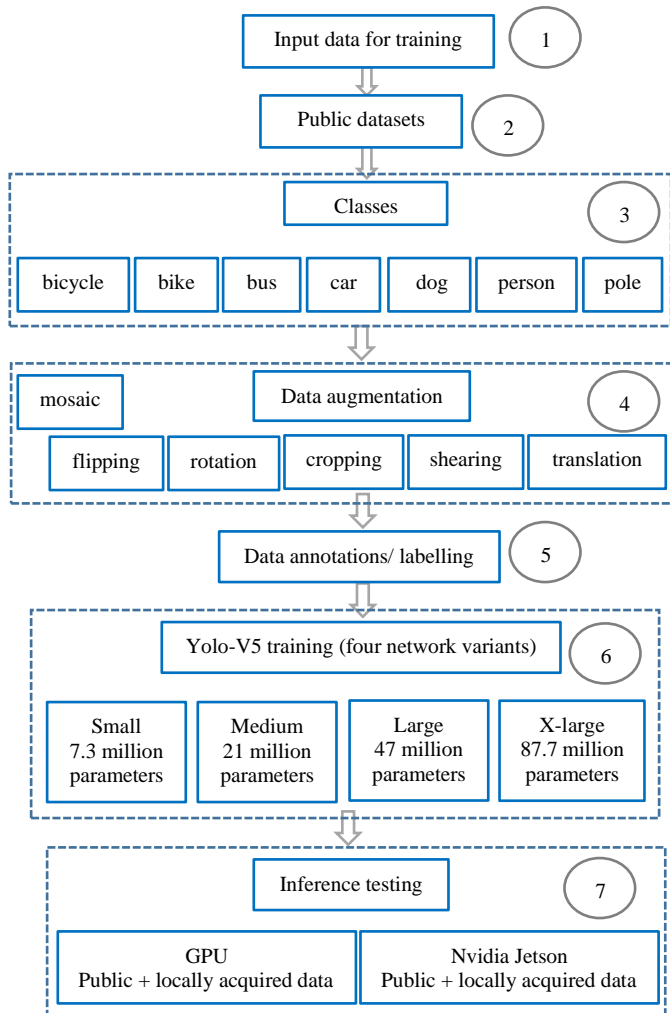 Input data for training
1
Public datasets
2
Classes
3
bicycle
bike
bus
car
dog
person
pole
mosaic
Data augmentation
4
flipping
rotation
cropping
shearing
translation
Data annotations/ labelling
5
Yolo-V5 training (four network variants)
6
Small
7.3 million
parameters
Medium
21 million
parameters
Large
47 million
parameters
X-large
87.7 million
parameters
Inference testing
7
GPU
Public + locally acquired data
Nvidia Jetson
Public + locally acquired data